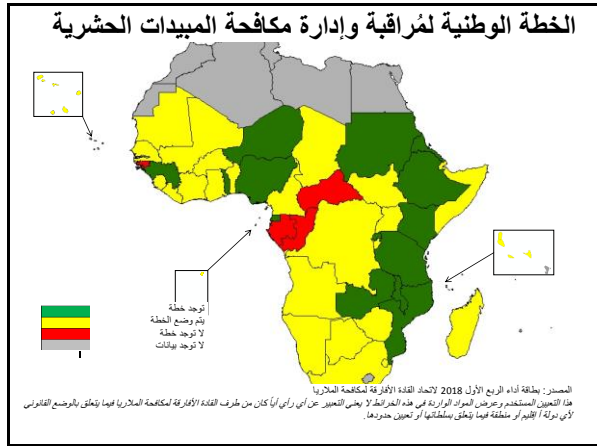 الخطة الوطنية لمُراقبة وإدارة مكافحة المبيدات الحشرية
توجد خطة
يتم وضع الخطة
لا توجد خطة
لا توجد بيانات
المصدر: بطاقة أداء الربع الأول 2018 لاتحاد القادة الأفارقة لمكافحة الملاريا
هذا التعيين المستخدم وعرض المواد الواردة في هذه الخرائط لا يعنى التعبير عن أي رأي أياً كان من طرف القادة الأفارقة لمكافحة الملاريا فيما يتعلق بالوضع القانونى
لأي دولة أ إقليم أو منطقة فيما يتعلق بسلطاتها أو تعيين حدودها.